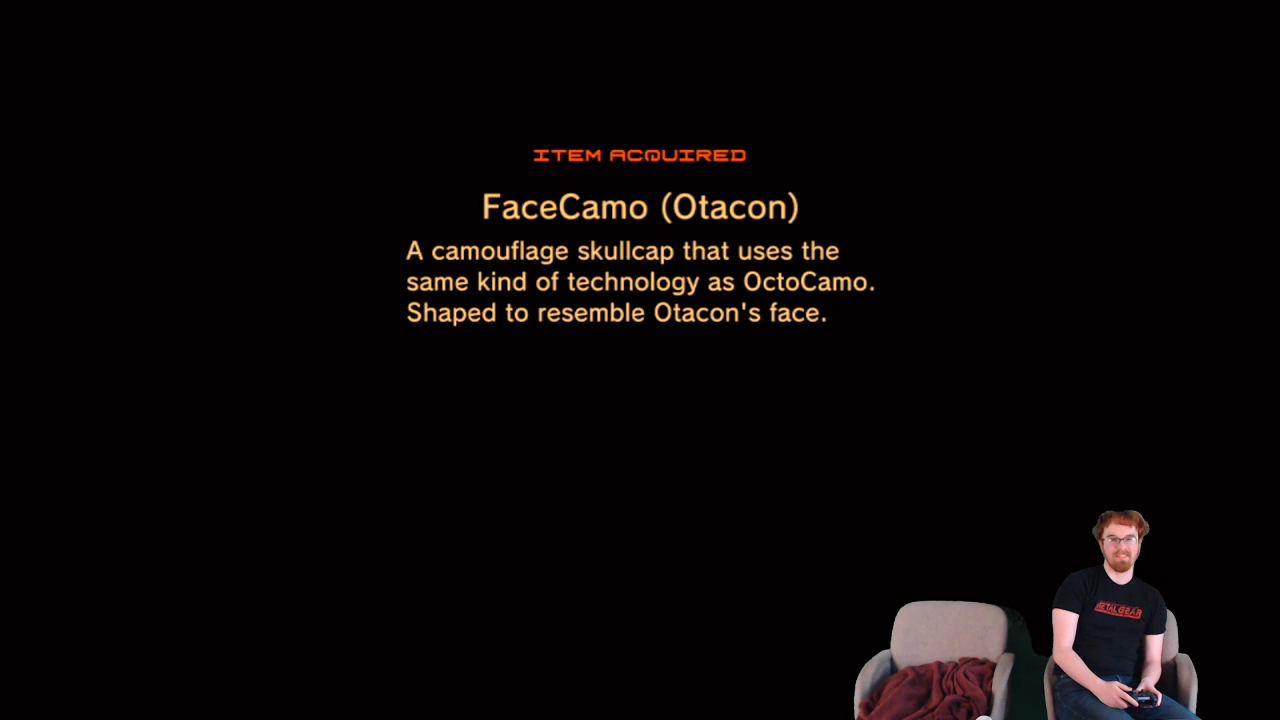 ITEM ACQUIRED
FaceCamo (Otacon)
A camouflage skullcap that uses the
same kind of technology as OctoCamo.
Shaped to resemble Otacon's face.
METAL GEAR